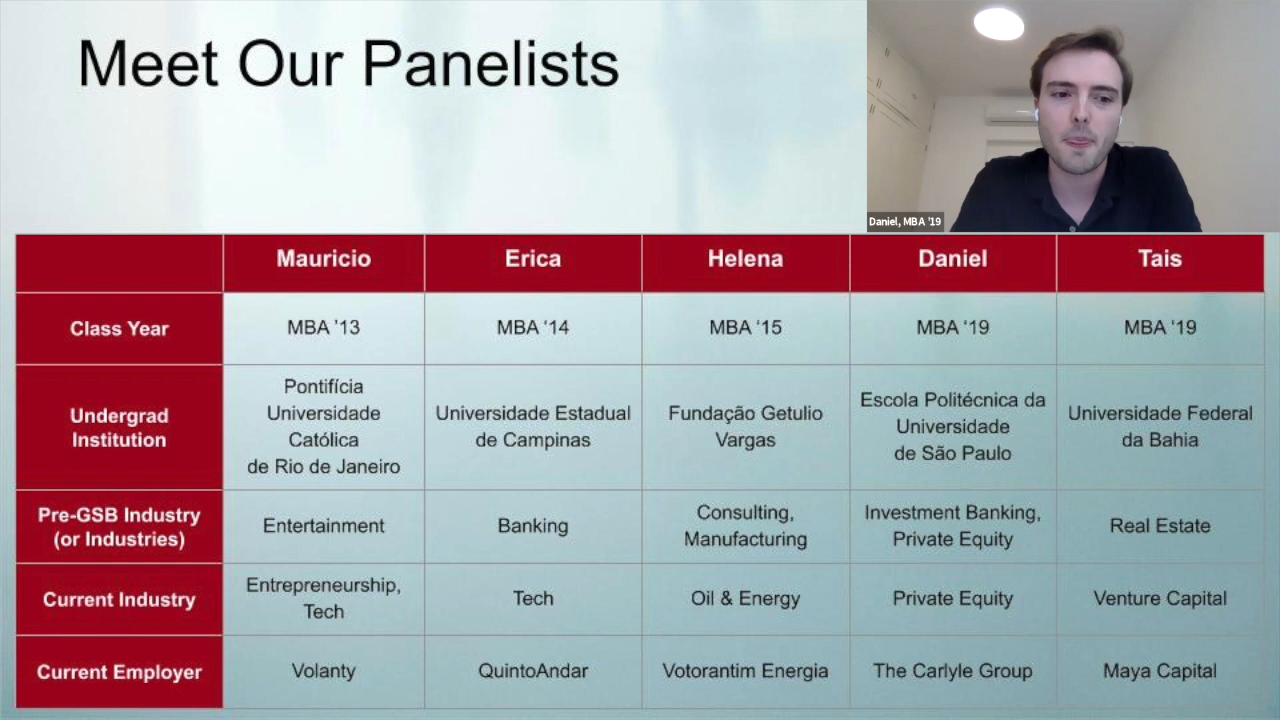 Meet Our Panelists
Daniel, MBA '19
Mauricio
Erica
Helena
Daniel
Tais
Class Year
MBA '13
MBA ‘14
MBA ‘15
MBA ‘19
MBA ‘19
Undergrad
Institution
Pontifícia
Universidade
Católica
de Rio de Janeiro
Universidade Estadual
de Campinas
Fundação Getulio
Vargas
Escola Politécnica da
Universidade
de São Paulo
Universidade Federal
da Bahia
Pre-GSB Industry
(or Industries)
Entertainment
Banking
Consulting,
Manufacturing
Investment Banking,
Private Equity
Real Estate
Current Industry
Entrepreneurship,
Tech
Tech
Oil & Energy
Private Equity
Venture Capital
Current Employer
Volanty
QuintoAndar
Votorantim Energia
The Carlyle Group
Maya Capital